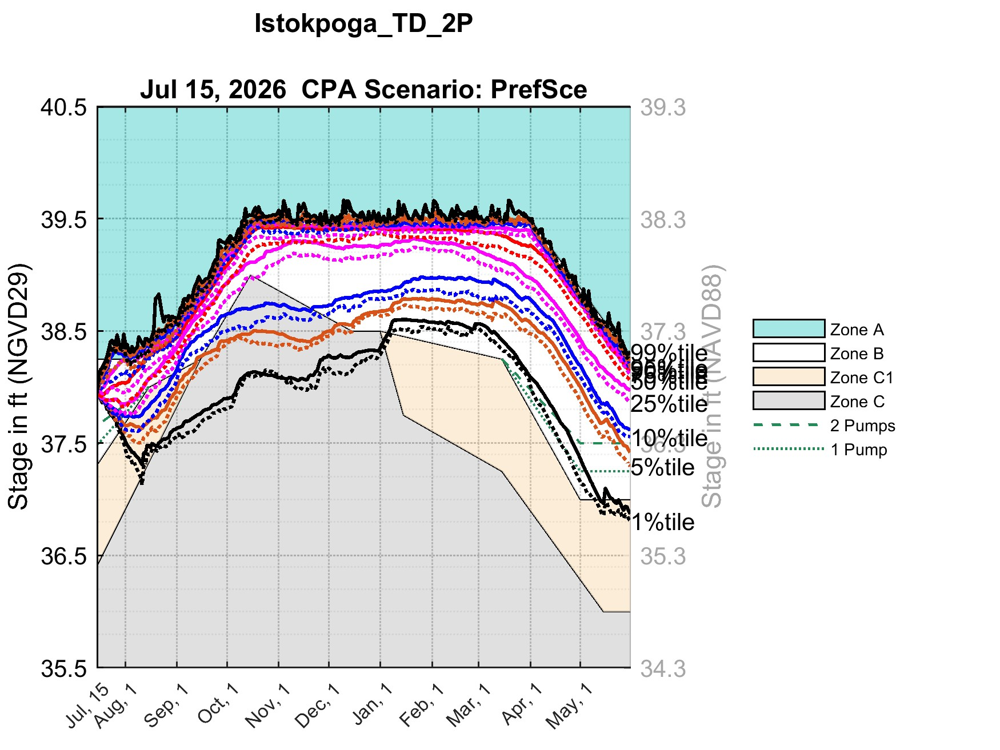 Istokpoga_TD_2P
Jul 15, 2026  CPA Scenario: PrefSce
40.5
39.5
38.5
37.5
36.5
35.5
Stage in ft (NGVD29)
39.3
38.3
37.3
36.3
35.3
34.3
Stage in ft (NAVD88)
99%tile
50%tile
25%tile
10%tile
5%tile
1%tile
Jul, 15
Aug, 1
Sep, 1
Oct, 1
Nov, 1
Dec, 1
Jan, 1
Feb, 1
Mar, 1
Apr, 1
May, 1
Zone A
Zone B
Zone C1
Zone C
2 Pumps
1 Pump